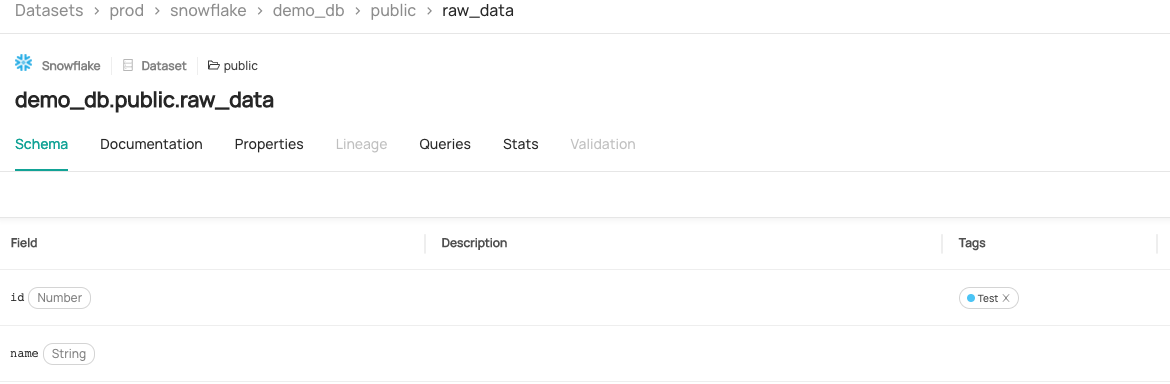 Datasets > prod > snowflake > demo_db > public > raw_data
Snowflake Dataset public
demo_db.public.raw_data
Schema Documentation Properties Lineage Queries Stats Validation
Field Description Tags
id Number Test X
name String